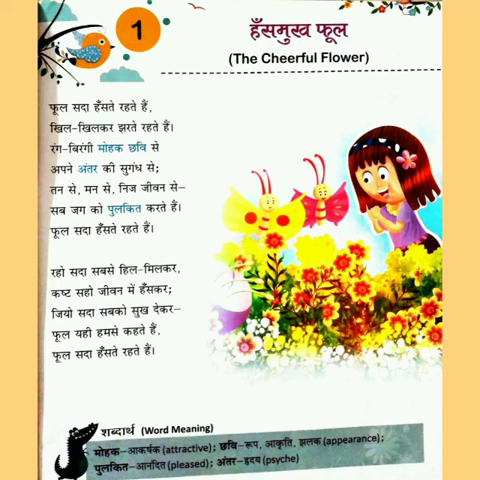 1
हँसमुख फूल
(The Cheerful Flower)
फूल सदा हँसते रहते हैं,
खिल-खिलकर झरते रहते हैं।
रंग-बिरंगी मोहक छवि से
अपने अंतर की सुगंध से;
तन से, मन से, निज जीवन से–
सब जग को पुलकित करते हैं।
फूल सदा हँसते रहते हैं।
रहो सदा सबसे हिल-मिलकर,
कष्ट सहो जीवन में हँसकर;
जियो सदा सबको सुख देकर–
फूल यही हमसे कहते हैं,
फूल सदा हँसते रहते हैं।
शब्दार्थ (Word Meaning)
मोहक–आकर्षक (attractive); छवि–रूप, आकृति, झलक (appearance);
पुलकित–आनंदित (pleased); अंतर–हृदय (psyche)